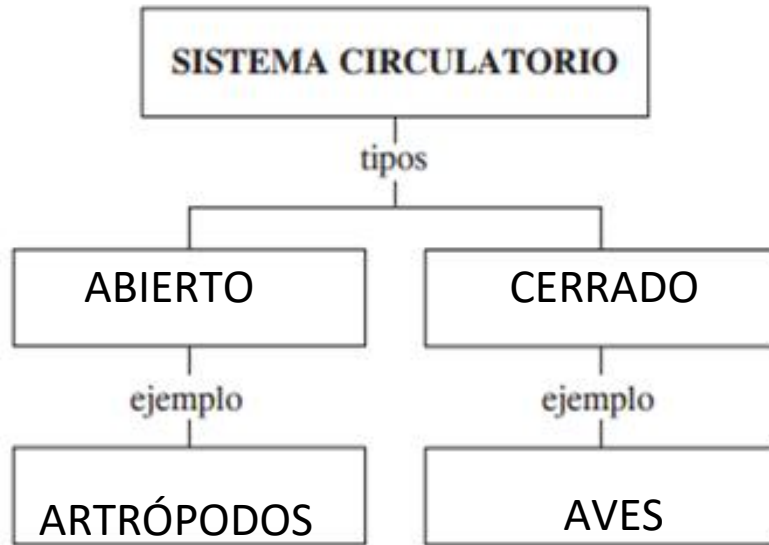 SISTEMA CIRCULATORIO
tipos
ABIERTO
CERRADO
ejemplo
ejemplo
ARTRÓPODOS
AVES